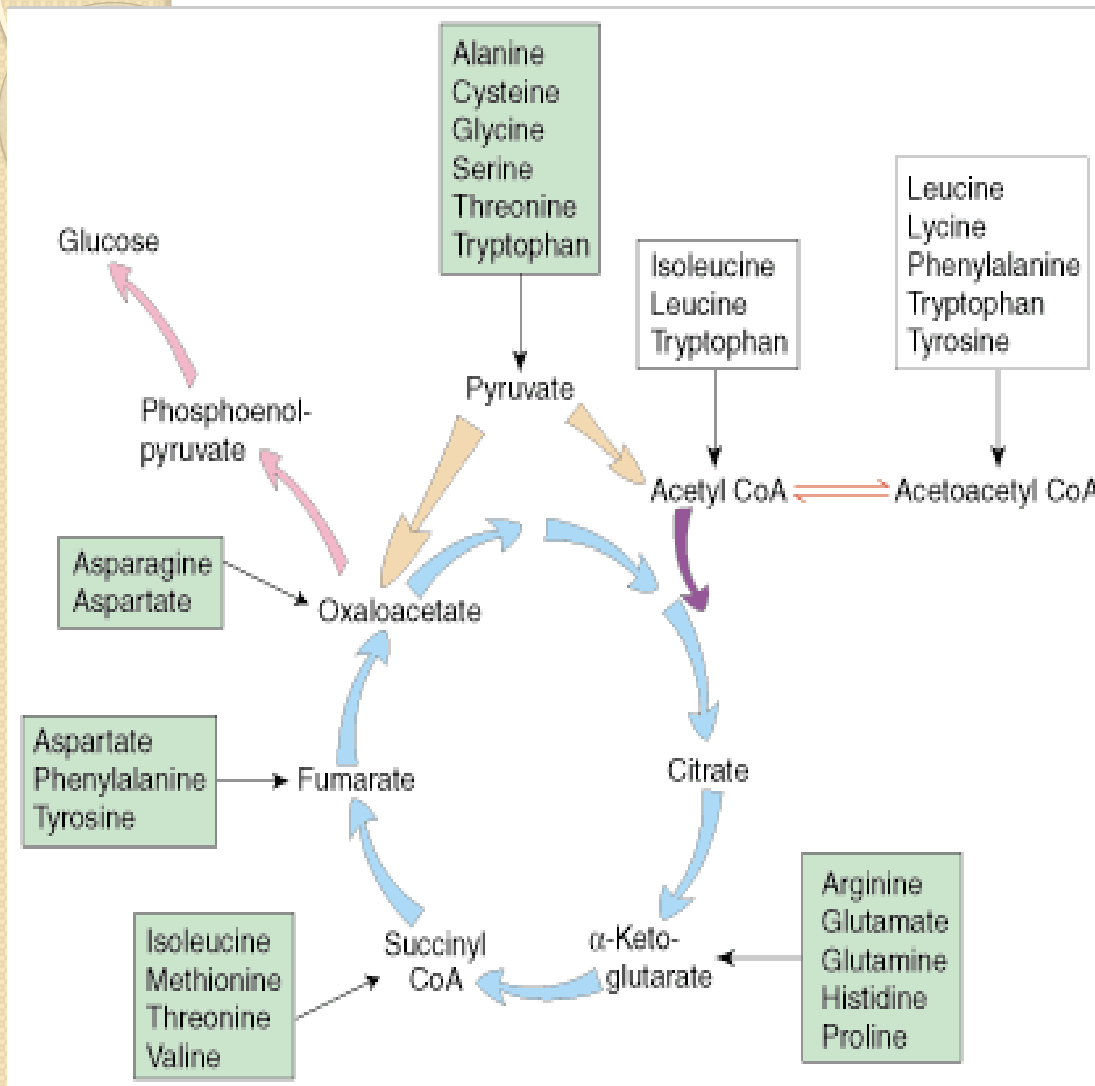 Alanine
Cysteine
Glycine
Serine
Threonine
Tryptophan
Leucine
Lycine
Phenylalanine
Tryptophan
Tyrosine
Glucose
Isoleucine
Leucine
Tryptophan
Pyruvate
Phosphoenol-
pyruvate
Acetyl CoA
Acetoacetyl CoA
Asparagine
Aspartate
Oxaloacetate
Aspartate
Phenylalanine
Tyrosine
Fumarate
Citrate
Isoleucine
Methionine
Threonine
Valine
Succinyl
CoA
α-Keto-
glutarate
Arginine
Glutamate
Glutamine
Histidine
Proline